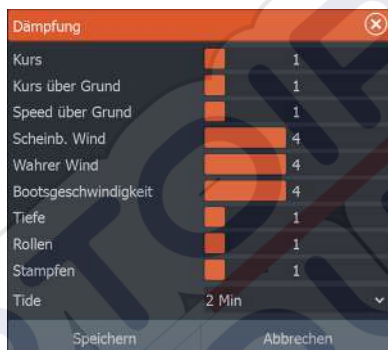 Dämpfung
Kurs 1
Kurs über Grund 1
Speed über Grund 1
Scheinb. Wind 4
Wahrer Wind 4
Bootsgeschwindigkeit 4
Tiefe 1
Rollen 1
Stampfen 1
Tide 2 Min
Speichern Abbrechen